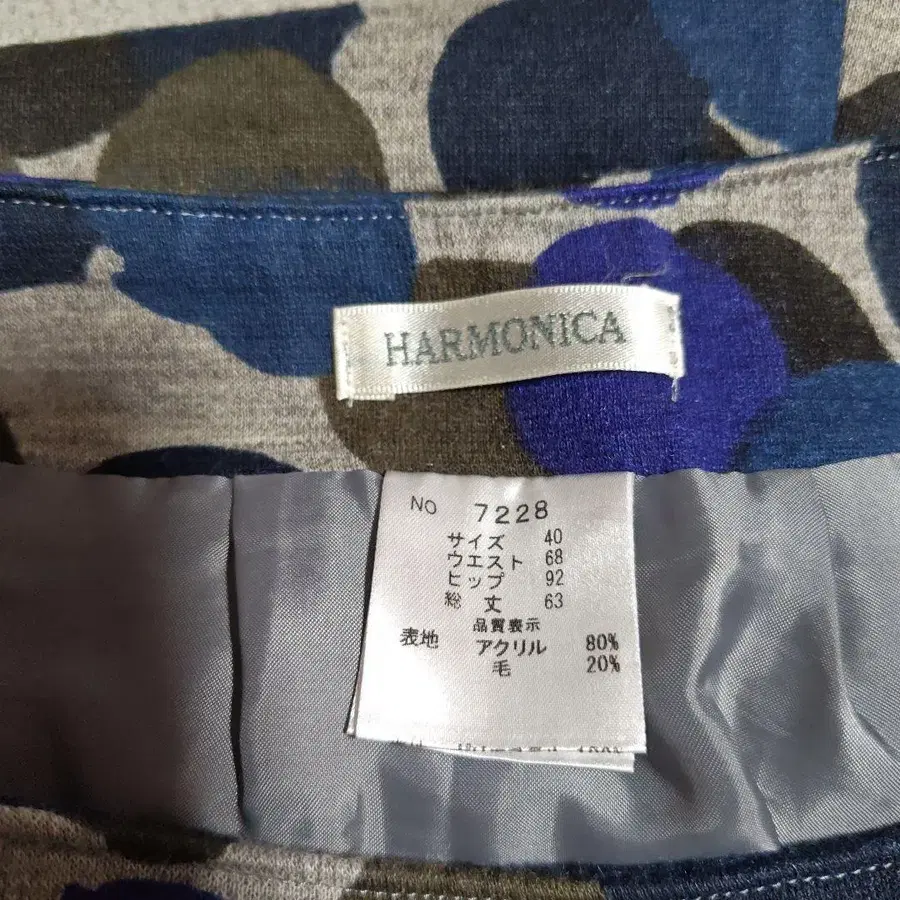 HARMONICA
NO 7228
サイズ 40
ウエスト 68
ヒップ 92
総丈 63
品質表示
表地 アクリル 80%
毛 20%